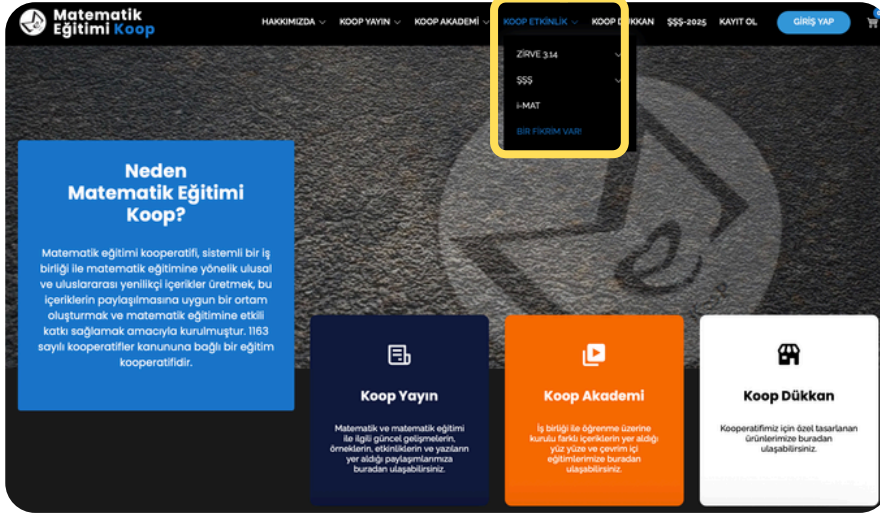 Matematik
Eğitimi Koop
HAKKIMIZDA
KOOP YAYIN
KOOP AKADEMİ
KOOP ETKİNLİK
KOOP DÜKKAN
ŞŞŞ-2025
KAYIT OL
GİRİŞ YAP
ZİRVE 3.14
ŞŞŞ
i-MAT
BİR FİKRİM VAR!
Neden
Matematik Eğitimi
Koop?
Matematik eğitimi kooperatifi, sistemli bir iş
birliği ile matematik eğitimine yönelik ulusal
ve uluslararası yenilikçi içerikler üretmek, bu
içeriklerin paylaşılmasına uygun bir ortam
oluşturmak ve matematik eğitimine etkili
katkı sağlamak amacıyla kurulmuştur. 1163
sayılı kooperatifler kanununa bağlı bir eğitim
kooperatifidir.
Koop Yayın
Matematik ve matematik eğitimi
ile ilgili güncel gelişmelerin,
örneklerin, etkinliklerin ve yazıların
yer aldığı paylaşımlarımıza
buradan ulaşabilirsiniz.
Koop Akademi
İş birliği ile öğrenme üzerine
kurulu farklı içeriklerin yer aldığı
yüz yüze ve çevrim içi
eğitimlerimize buradan
ulaşabilirsiniz.
Koop Dükkan
Kooperatifimiz için özel tasarlanan
ürünlerimize buradan
ulaşabilirsiniz.